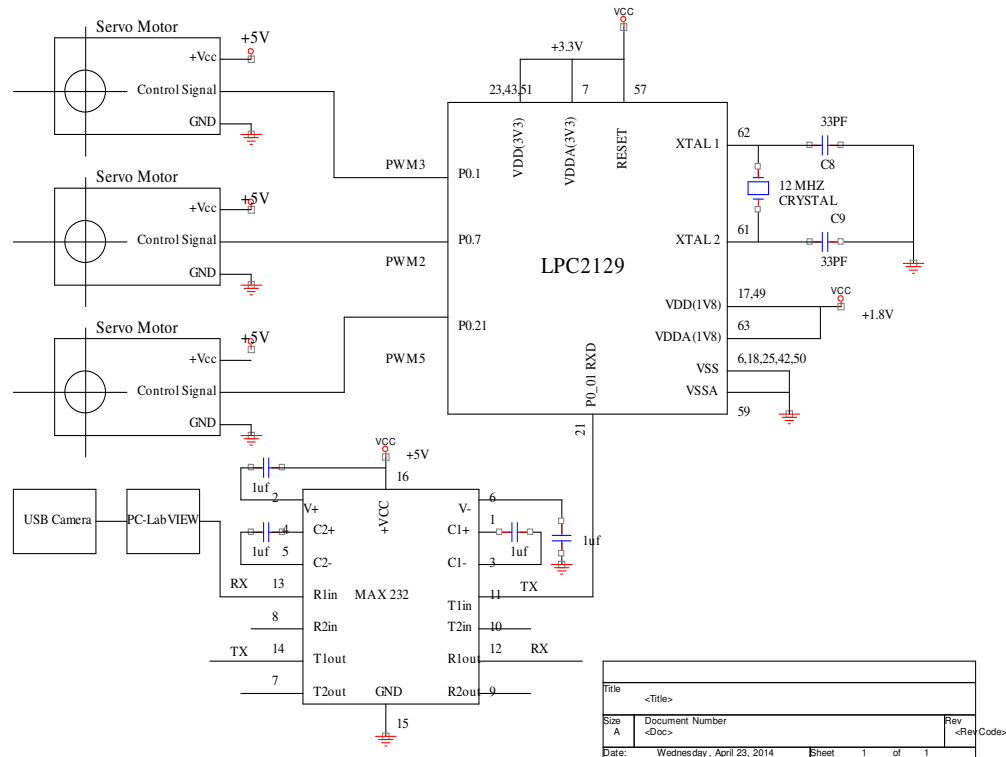 Servo Motor
+5V
+Vcc
Control Signal
GND
Servo Motor
+5V
+Vcc
Control Signal
GND
Servo Motor
+5V
+Vcc
Control Signal
GND
PWM3
PWM2
PWM5
VCC
+3.3V
23,43,51
7
57
VDD(3V3)
VDDA(3V3)
RESET
P0.1
P0.7
P0.21
LPC2129
XTAL1
62
XTAL2
61
33PF
C8
12 MHZ
CRYSTAL
C9
33PF
VDD(1V8)
17,49
VCC
+1.8V
VDDA(1V8)
63
VSS
6,18,25,42,50
VSSA
59
P0_01 RXD
21
USB Camera
PC-LabVIEW
VCC
+5V
16
1uf
2
V+
+VCC
V-
6
4
C2+
C1+
1
1uf
5
C2-
C1-
3
1uf
1uf
RX
13
R1in
MAX 232
T1in
11
TX
8
R2in
T2in
10
TX
14
T1out
R1out
12
RX
7
T2out
GND
R2out
9
15
Title
<Title>
Size
Document Number
Rev
A
<Doc>
<RevCode>
Date:
Wednesday, April 23, 2014
Sheet
1
of
1